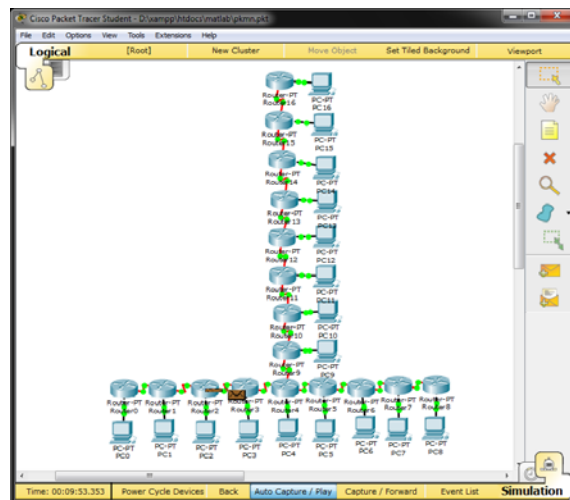 Cisco Packet Tracer Student - D:\xampp\htdocs\matlab\pkmn.pkt
File Edit Options View Tools Extensions Help
Logical [Root] New Cluster Move Object Set Tiled Background Viewport
Router-PT PC-PT
Router16 PC16
Router-PT PC-PT
Router15 PC15
Router-PT PC-PT
Router14 PC14
Router-PT PC-PT
Router13 PC13
Router-PT PC-PT
Router12 PC12
Router-PT PC-PT
Router11 PC11
Router-PT PC-PT
Router10 PC10
Router-PT PC-PT
Router9 PC9
Router-PT Router-PT Router-PT Router-PT Router-PT Router-PT Router-PT Router-PT Router-PT
Router0 Router1 Router2 Router3 Router4 Router5 Router6 Router7 Router8
PC-PT PC-PT PC-PT PC-PT PC-PT PC-PT PC-PT PC-PT PC-PT
PC0 PC1 PC2 PC3 PC4 PC5 PC6 PC7 PC8
Time: 00:09:53.353 Power Cycle Devices Back Auto Capture / Play Capture / Forward Event List Simulation